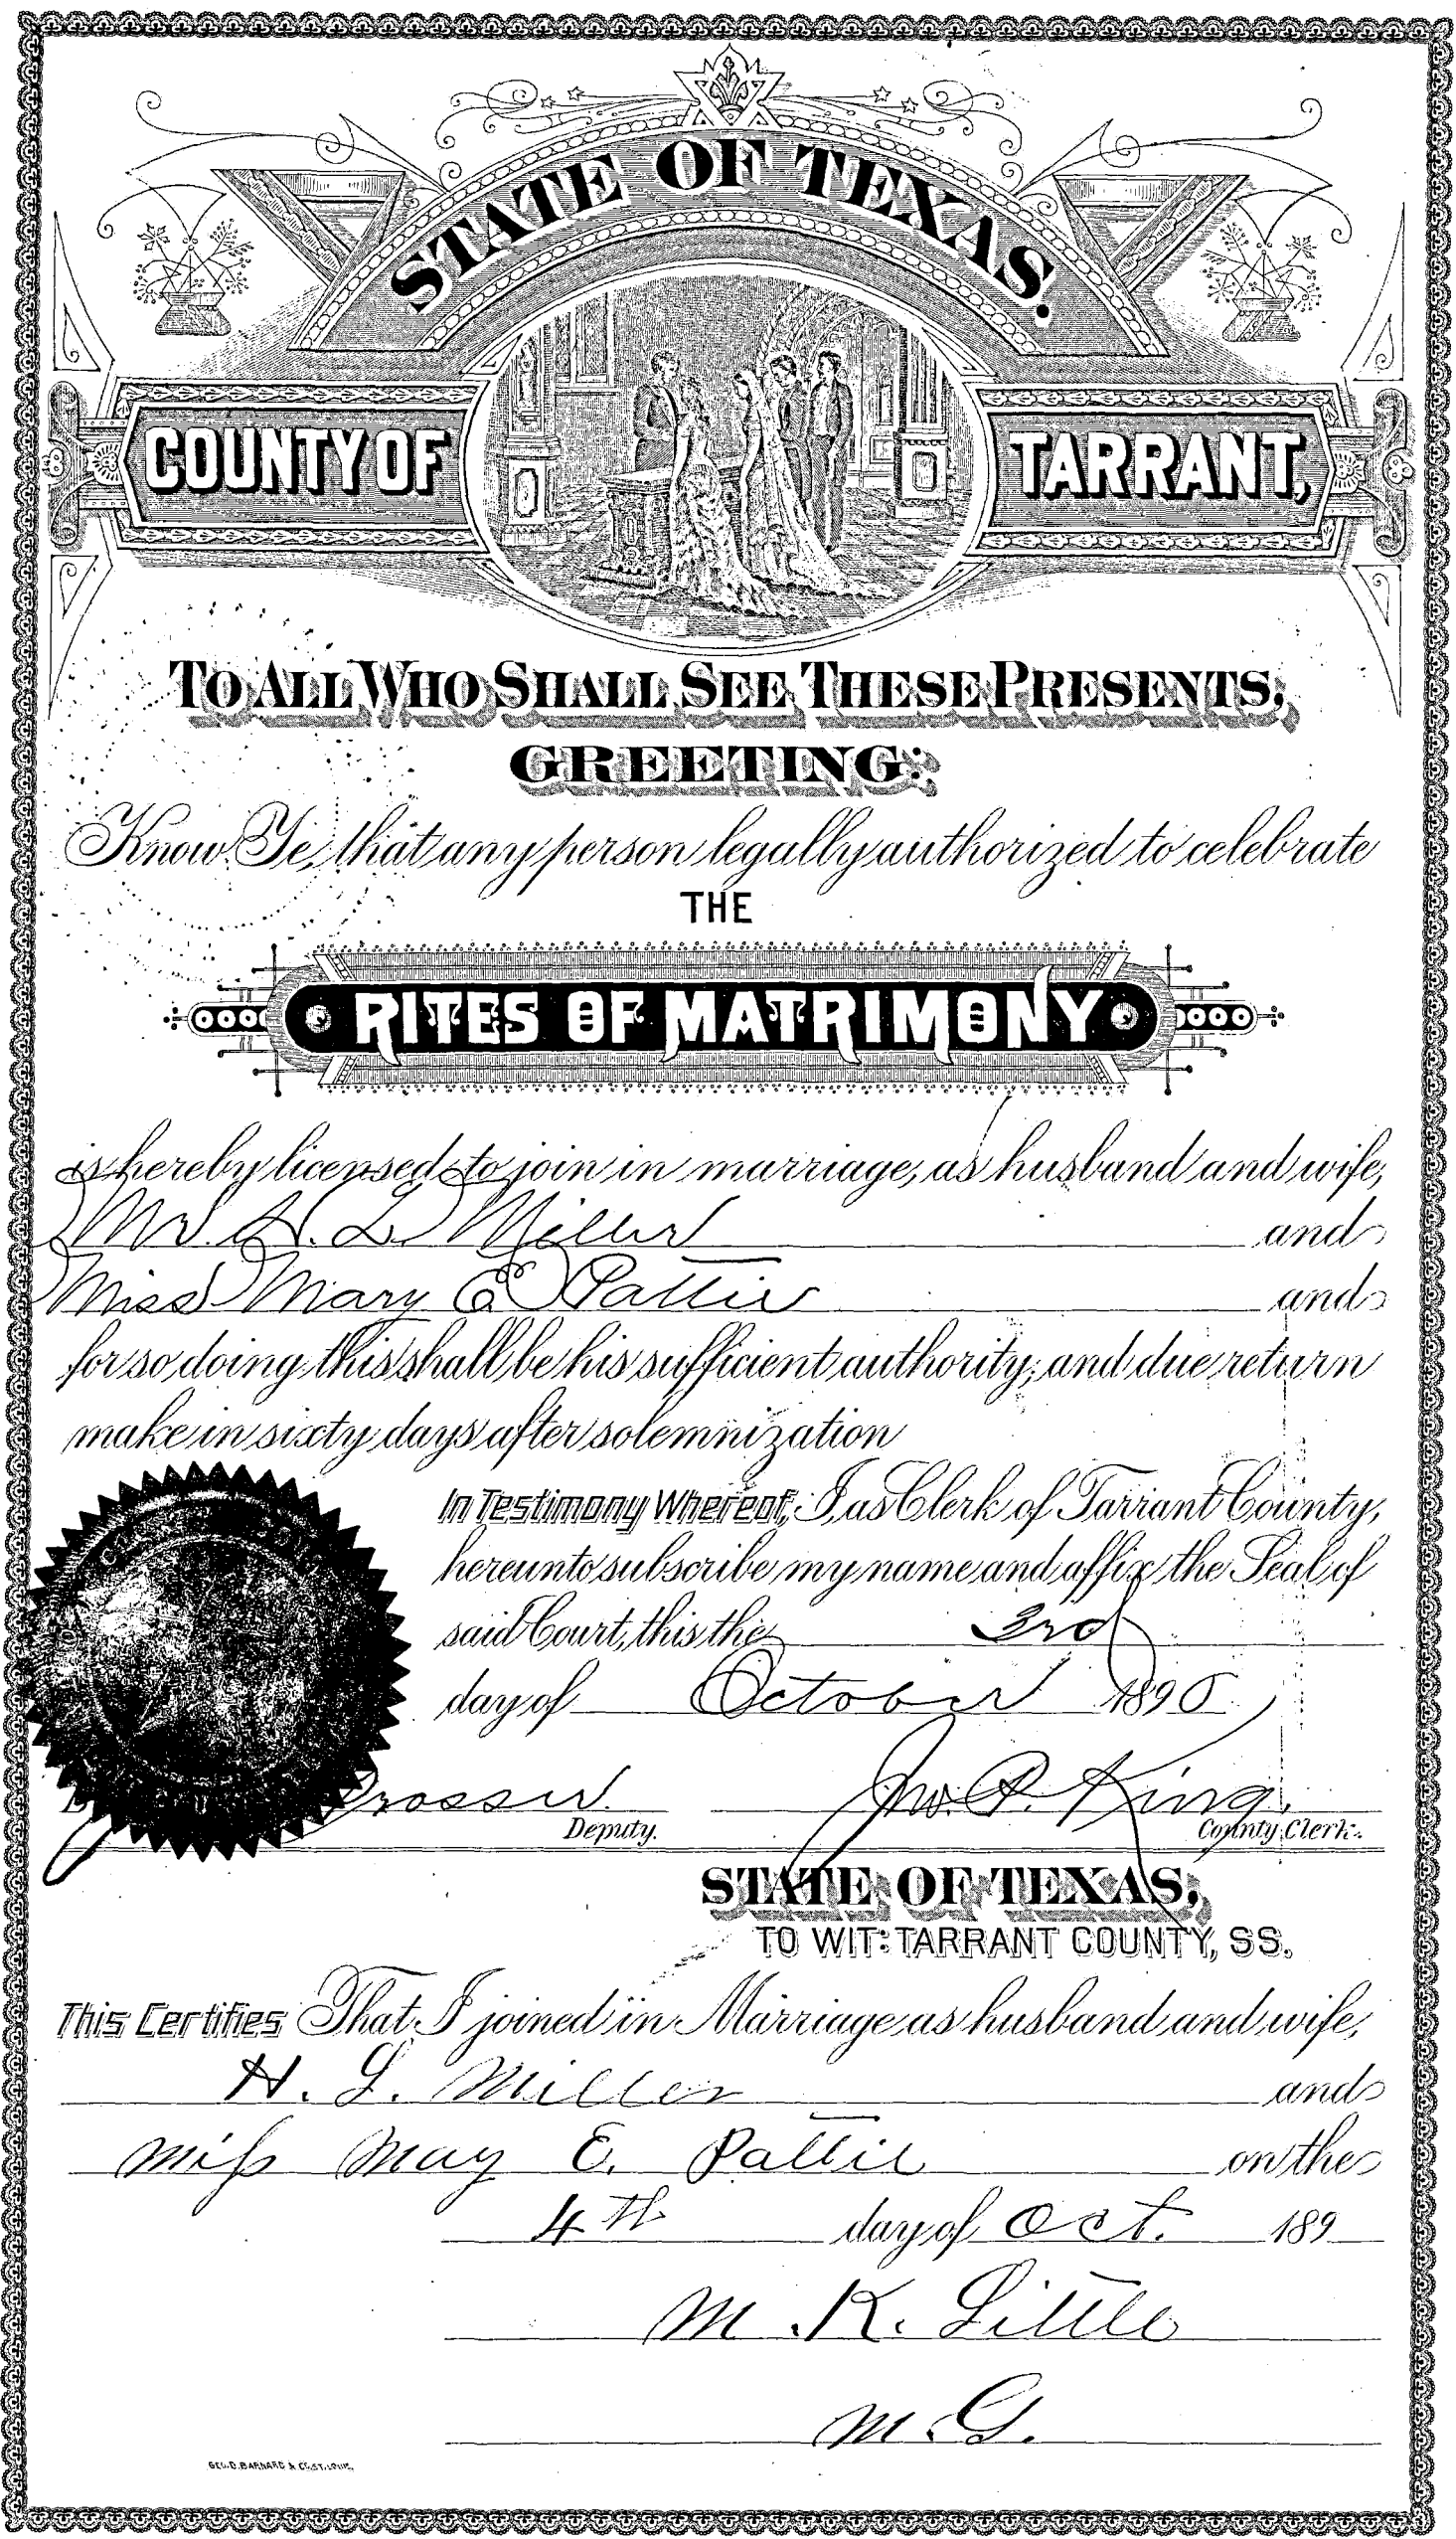 STATE OF TEXAS.
COUNTY OF TARRANT,
TO ALL WHO SHALL SEE THESE PRESENTS,
GREETING:
Know Ye, that any person legally authorized to celebrate
THE
RITES OF MATRIMONY
is hereby licensed to join in marriage, as husband and wife,
Mr. H. L. Miller and
Miss Mary E Pattie and
for so doing this shall be his sufficient authority; and due return
make in sixty days after solemnization
In Testimony Whereof, I, as Clerk of Tarrant County,
hereunto subscribe my name and affix the Seal of
said Court, this the 3rd
day of October 1890
Prosser Jno. P. King.
Deputy. County Clerk.
STATE OF TEXAS,
TO WIT: TARRANT COUNTY, SS.
This Certifies That I joined in Marriage as husband and wife,
H. L. Miller and
Miss May E. Pattie on the
4th day of Oct. 189
M. K. Little
M. G.
GEO. D. BARNARD & CO. ST. LOUIS.